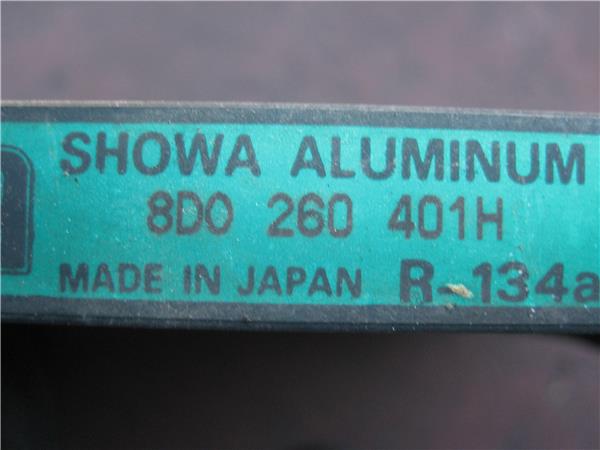 SHOWA ALUMINUM
8D0 260 401H
MADE IN JAPAN R-134a